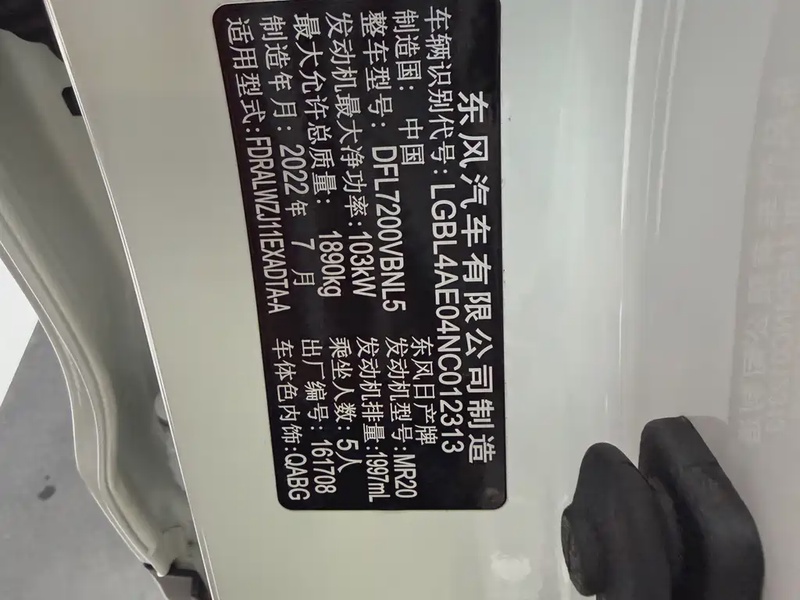 东风汽车有限公司制造
车辆识别代号:LGBL4AE04NC012313
制造国: 中国 东风日产牌
整车型号: DFL7200VBNL5 发动机型号:MR20
发动机最大净功率:103kW 发动机排量:1997mL
最大允许总质量: 1890kg 乘坐人数:5人
制造年月: 2022年 7月 出厂编号:161708
适用型式:FDRALWZJ11EXADTA-A 车体色内饰:QABG